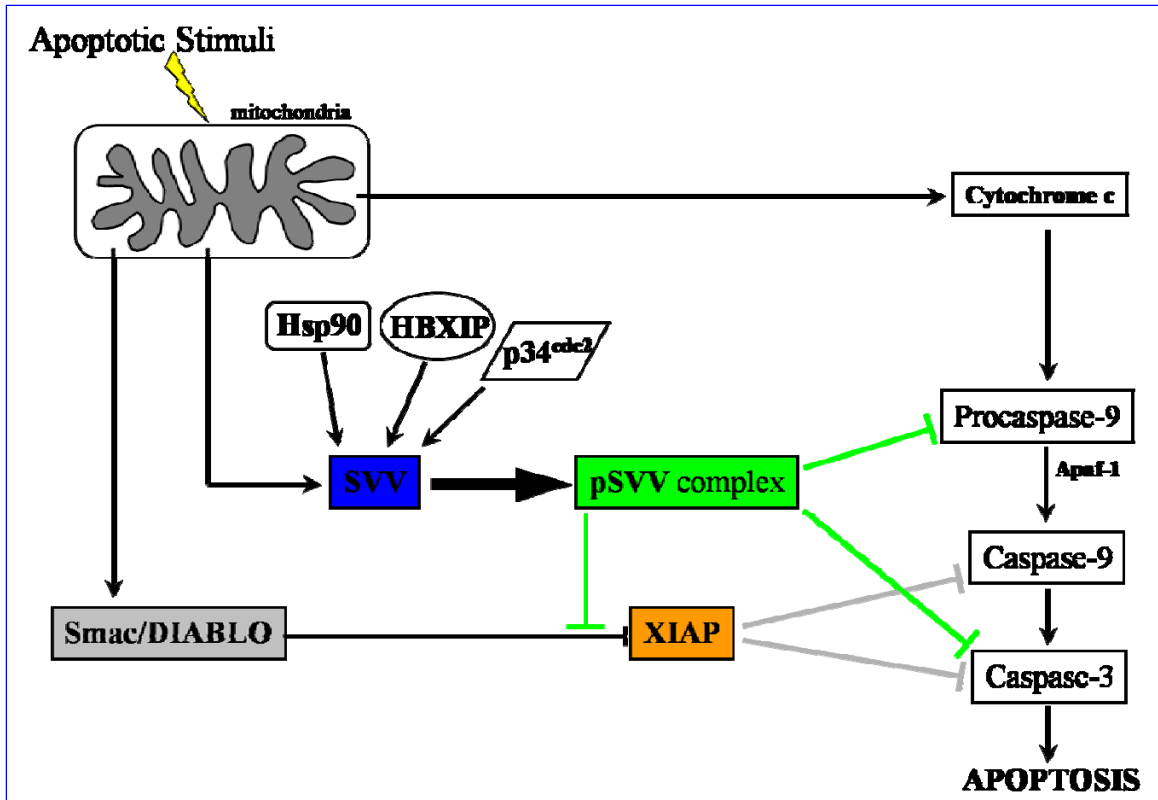 Apoptotic Stimuli
mitochondria
Cytochrome c
Hsp90
HBXIP
p34cdc2
Procaspase-9
SVV
pSVV complex
Apaf-1
Caspase-9
Smac/DIABLO
XIAP
Caspase-3
APOPTOSIS